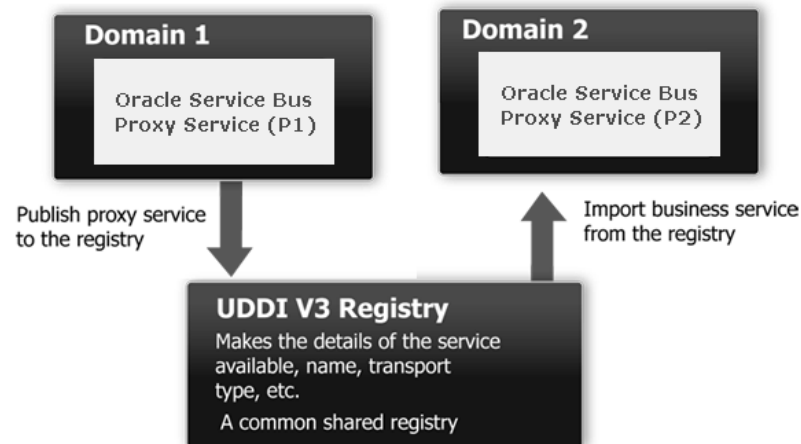 Domain 1
Oracle Service Bus
Proxy Service (P1)
Domain 2
Oracle Service Bus
Proxy Service (P2)
Publish proxy service
to the registry
Import business service
from the registry
UDDI V3 Registry
Makes the details of the service
available, name, transport
type, etc.
A common shared registry